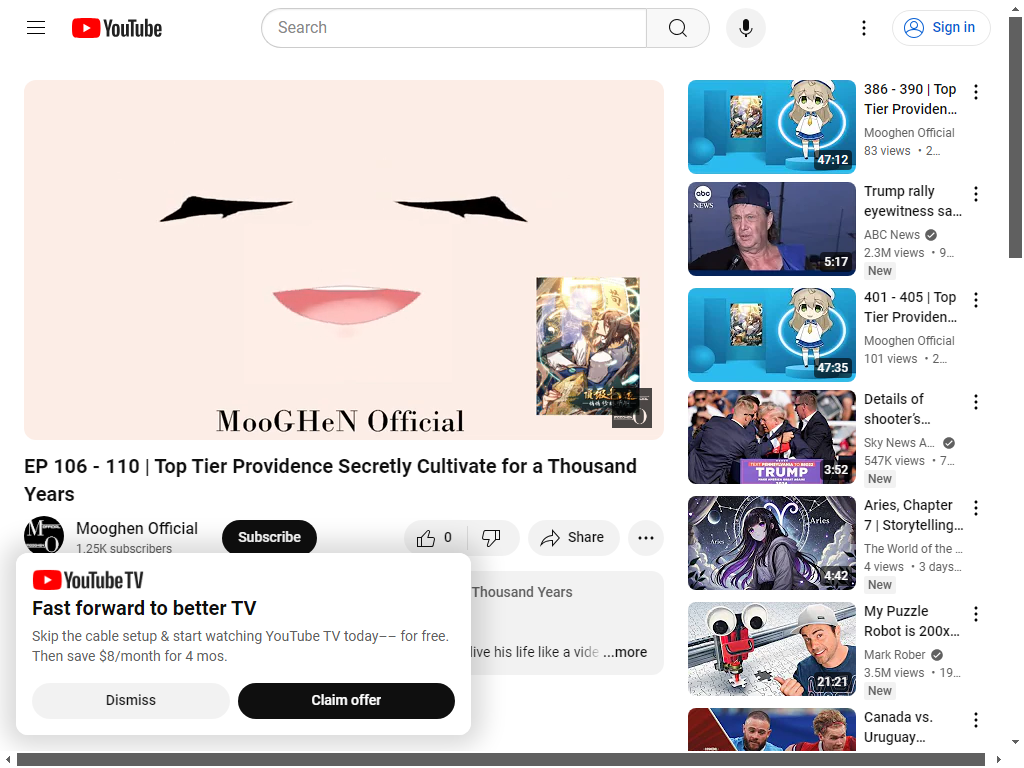 YouTube
Search
Sign in
MooGHeN Official
EP 106 - 110 | Top Tier Providence Secretly Cultivate for a Thousand
Years
Mooghen Official
1.25K subscribers
Subscribe
0
Share
Thousand Years
live his life like a vide
...more
YouTube TV
Fast forward to better TV
Skip the cable setup & start watching YouTube TV today-– for free.
Then save $8/month for 4 mos.
Dismiss
Claim offer
47:12
386 - 390 | Top
Tier Providen...
Mooghen Official
83 views • 2...
abc
NEWS
5:17
Trump rally
eyewitness sa...
ABC News
2.3M views • 9...
New
47:35
401 - 405 | Top
Tier Providen...
Mooghen Official
101 views • 2...
TRUMP
3:52
Details of
shooter's...
Sky News A...
547K views • 7...
New
Aries
Aries
4:42
Aries, Chapter
7 | Storytelling...
The World of the ...
4 views • 3 days...
New
21:21
My Puzzle
Robot is 200x...
Mark Rober
3.5M views • 19...
New
Canada vs.
Uruguay...